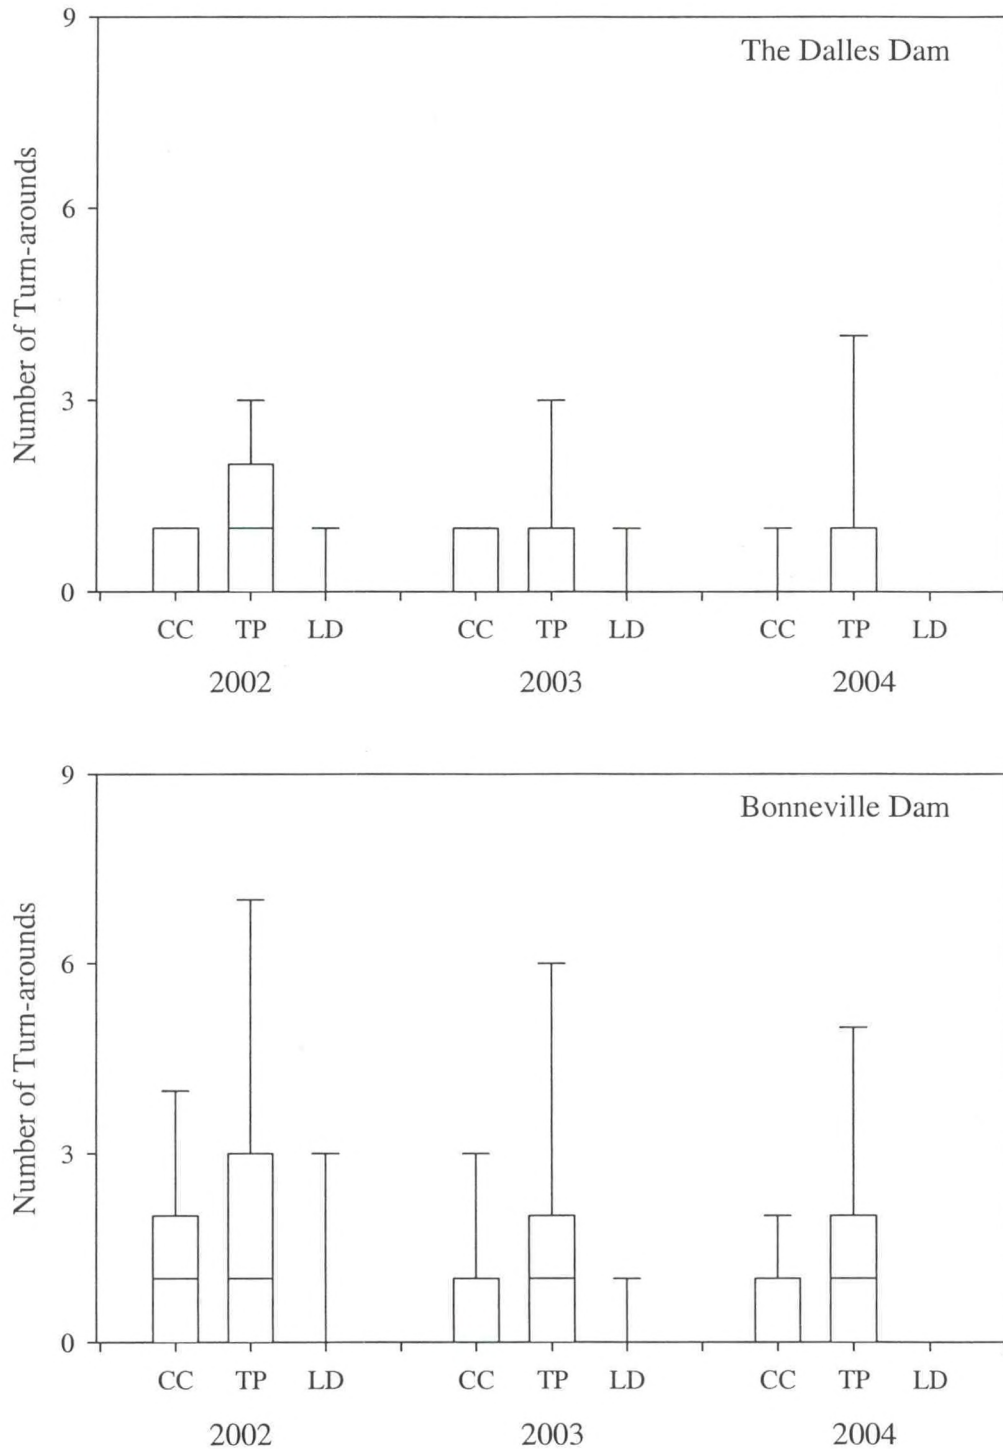 The Dalles Dam
Number of Turn-arounds
9
6
3
0
CC TP LD CC TP LD CC TP LD
2002 2003 2004
Bonneville Dam
Number of Turn-arounds
9
6
3
0
CC TP LD CC TP LD CC TP LD
2002 2003 2004